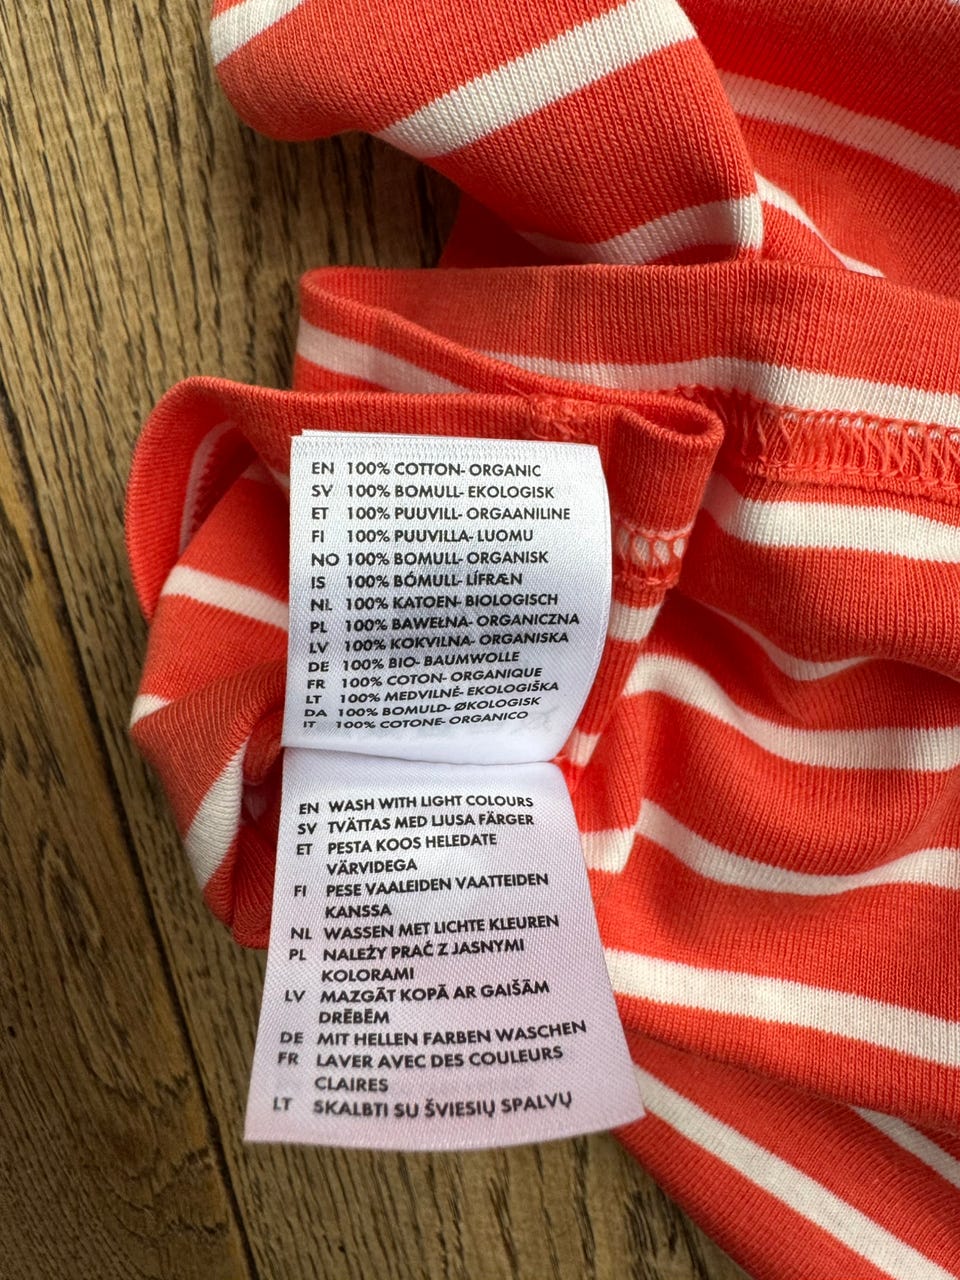 EN 100% COTTON- ORGANIC
SV 100% BOMULL- EKOLOGISK
ET 100% PUUVILL- ORGAANILINE
FI 100% PUUVILLA- LUOMU
NO 100% BOMULL- ORGANISK
IS 100% BÓMULL- LÍFRÆN
NL 100% KATOEN- BIOLOGISCH
PL 100% BAWEŁNA- ORGANICZNA
LV 100% KOKVILNA- ORGANISKA
DE 100% BIO- BAUMWOLLE
FR 100% COTON- ORGANIQUE
LT 100% MEDVILNĖ- EKOLOGIŠKA
DA 100% BOMULD- ØKOLOGISK
IT 100% COTONE- ORGANICO
EN WASH WITH LIGHT COLOURS
SV TVÄTTAS MED LJUSA FÄRGER
ET PESTA KOOS HELEDATE
VÄRVIDEGA
FI PESE VAALEIDEN VAATTEIDEN
KANSSA
NL WASSEN MET LICHTE KLEUREN
PL NALEŻY PRAĆ Z JASNYMI
KOLORAMI
LV MAZGĀT KOPĀ AR GAIŠĀM
DRĒBĒM
DE MIT HELLEN FARBEN WASCHEN
FR LAVER AVEC DES COULEURS
CLAIRES
LT SKALBTI SU ŠVIESIŲ SPALVŲ